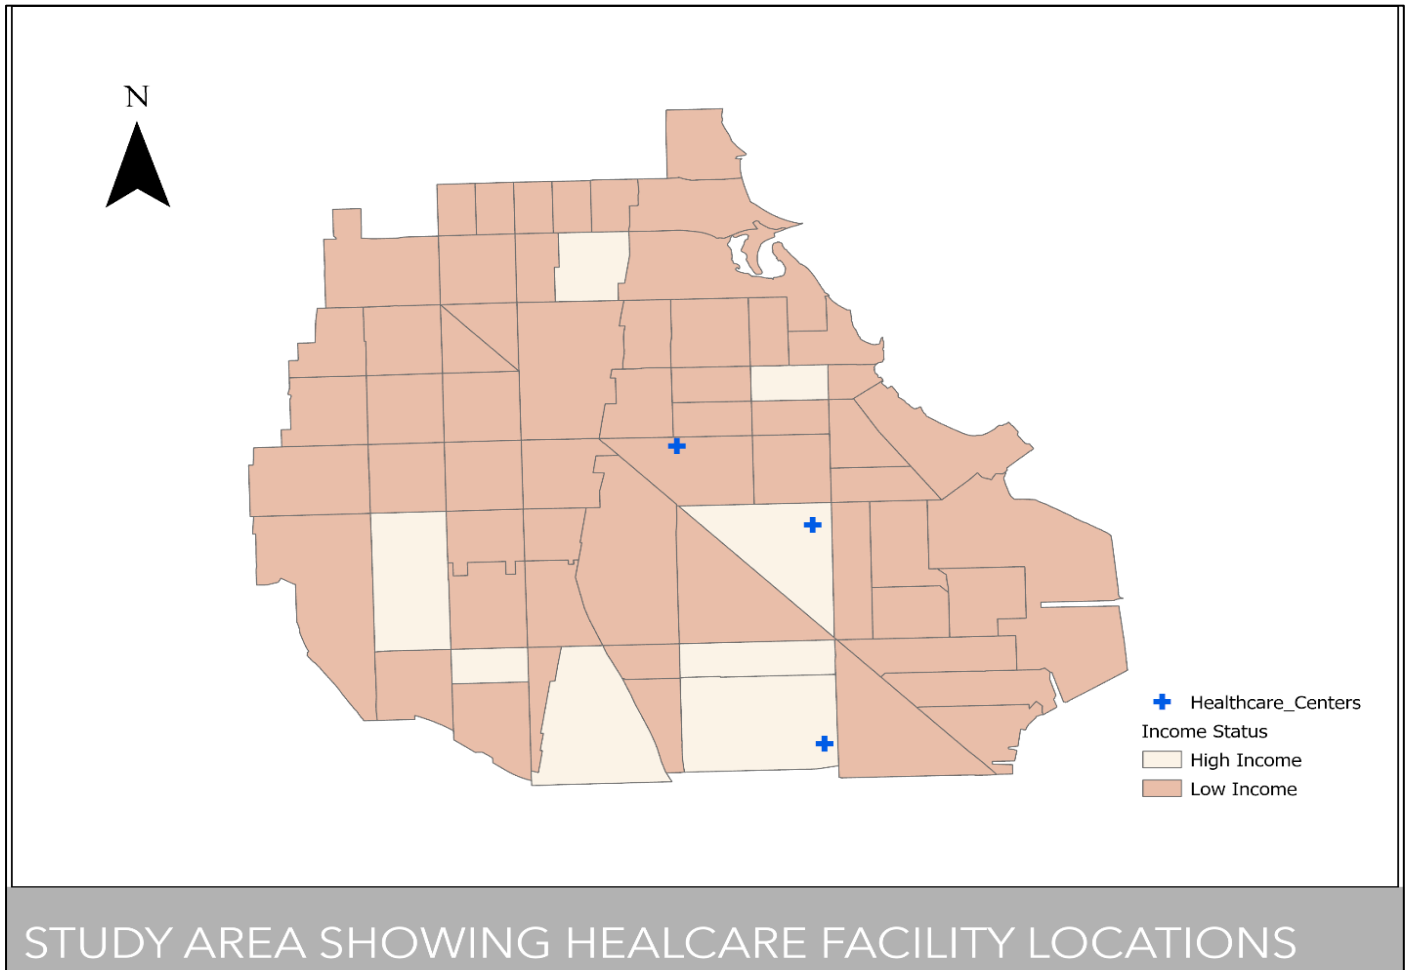 N
Healthcare_Centers
Income Status
High Income
Low Income
STUDY AREA SHOWING HEALCARE FACILITY LOCATIONS